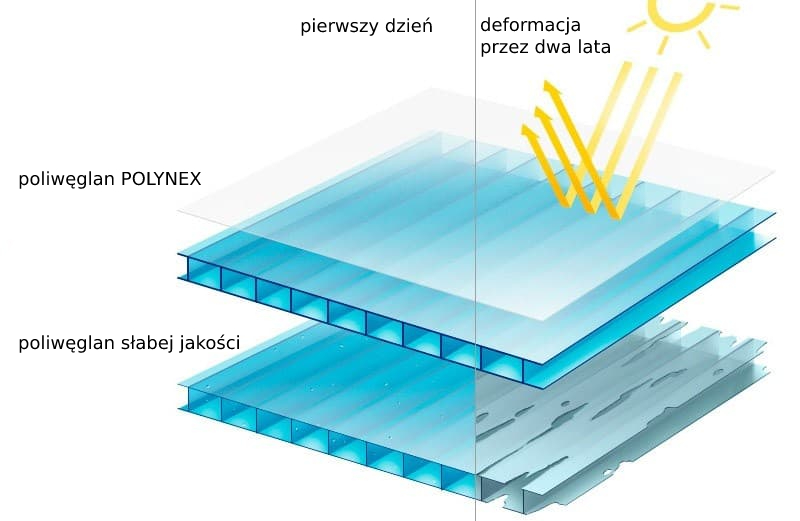 pierwszy dzień
deformacja
przez dwa lata
poliwęglan POLYNEX
poliwęglan słabej jakości